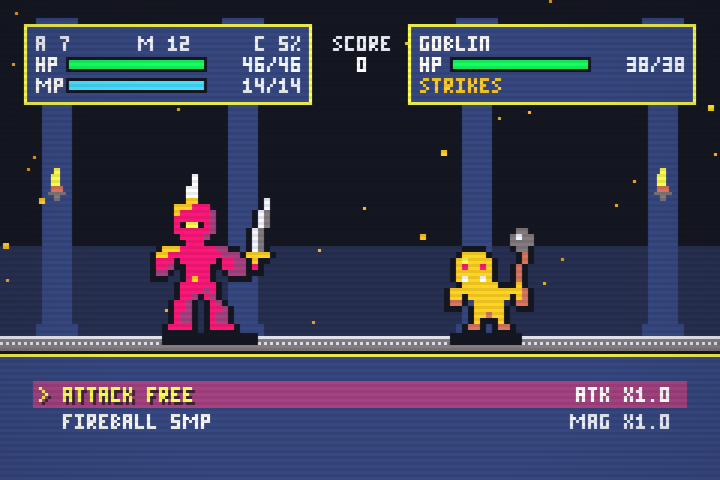 A 7 M 12 C 5%
HP 46/46
MP 14/14
SCORE
0
GOBLIN
HP 38/38
STRIKES
> ATTACK FREE ATK X1.0
FIREBALL 5MP MAG X1.0